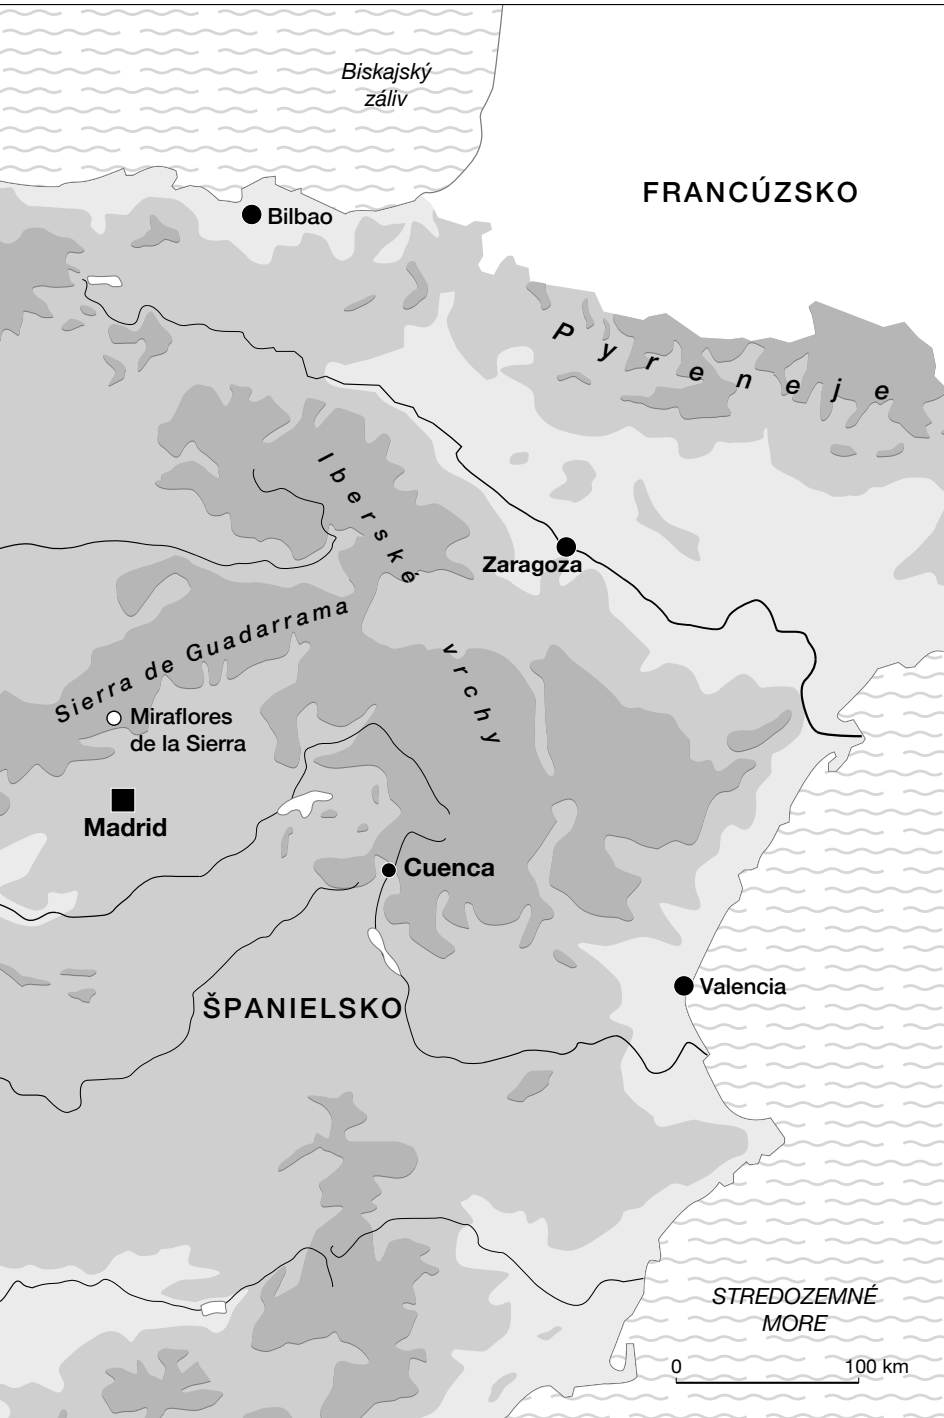 Biskajský
záliv
FRANCÚZSKO
Bilbao
Pyreneje
Iberské
vrchy
Zaragoza
Sierra de Guadarrama
Miraflores
de la Sierra
Madrid
Cuenca
Valencia
ŠPANIELSKO
STREDOZEMNÉ
MORE
0 100 km